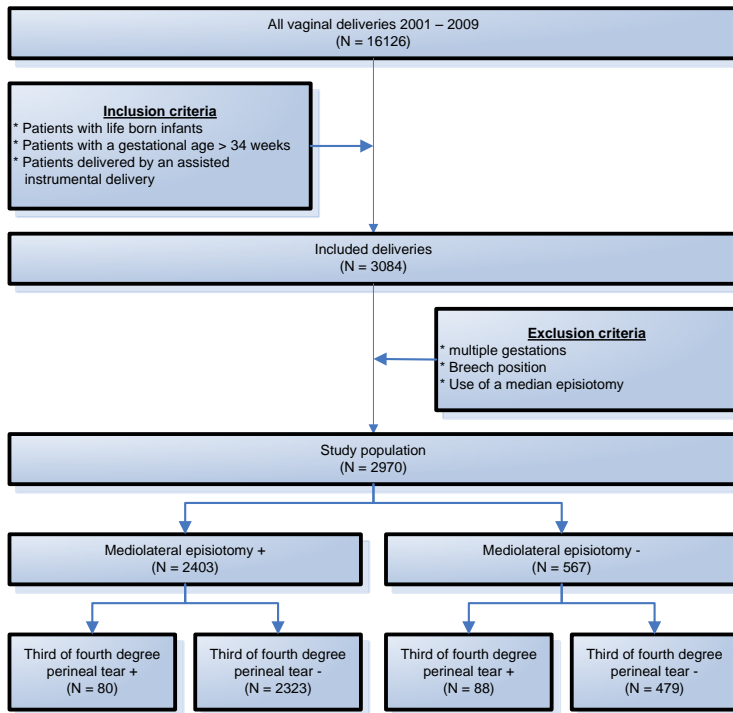 All vaginal deliveries 2001 – 2009
(N = 16126)
Inclusion criteria
* Patients with life born infants
* Patients with a gestational age > 34 weeks
* Patients delivered by an assisted
instrumental delivery
Included deliveries
(N = 3084)
Exclusion criteria
* multiple gestations
* Breech position
* Use of a median episiotomy
Study population
(N = 2970)
Mediolateral episiotomy +
(N = 2403)
Mediolateral episiotomy -
(N = 567)
Third of fourth degree
perineal tear +
(N = 80)
Third of fourth degree
perineal tear -
(N = 2323)
Third of fourth degree
perineal tear +
(N = 88)
Third of fourth degree
perineal tear -
(N = 479)